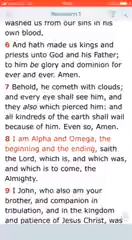 Revelation 1
washed us from our sins in his
own blood,
6 And hath made us kings and
priests unto God and his Father;
to him be glory and dominion for
ever and ever. Amen.
7 Behold, he cometh with clouds;
and every eye shall see him, and
they also which pierced him: and
all kindreds of the earth shall wail
because of him. Even so, Amen.
8 I am Alpha and Omega, the
beginning and the ending, saith
the Lord, which is, and which was,
and which is to come, the
Almighty.
9 I John, who also am your
brother, and companion in
tribulation, and in the kingdom
and patience of Jesus Christ, was